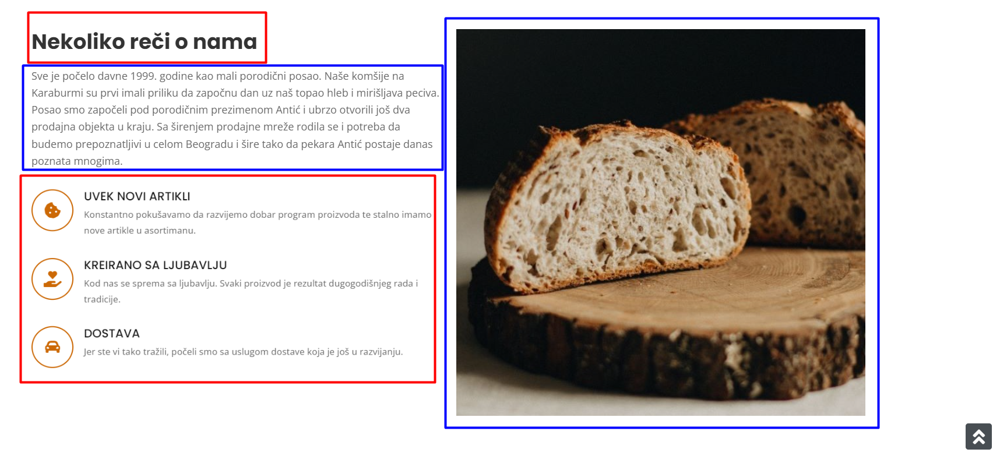 Nekoliko reči o nama
Sve je počelo davne 1999. godine kao mali porodični posao. Naše komšije na
Karaburmi su prvi imali priliku da započnu dan uz naš topao hleb i mirišljava peciva.
Posao smo započeli pod porodičnim prezimenom Antić i ubrzo otvorili još dva
prodajna objekta u kraju. Sa širenjem prodajne mreže rodila se i potreba da
budemo prepoznatljivi u celom Beogradu i šire tako da pekara Antić postaje danas
poznata mnogima.
UVEK NOVI ARTIKLI
Konstantno pokušavamo da razvijemo dobar program proizvoda te stalno imamo
nove artikle u asortimanu.
KREIRANO SA LJUBAVLJU
Kod nas se sprema sa ljubavlju. Svaki proizvod je rezultat dugogodišnjeg rada i
tradicije.
DOSTAVA
Jer ste vi tako tražili, počeli smo sa uslugom dostave koja je još u razvijanju.